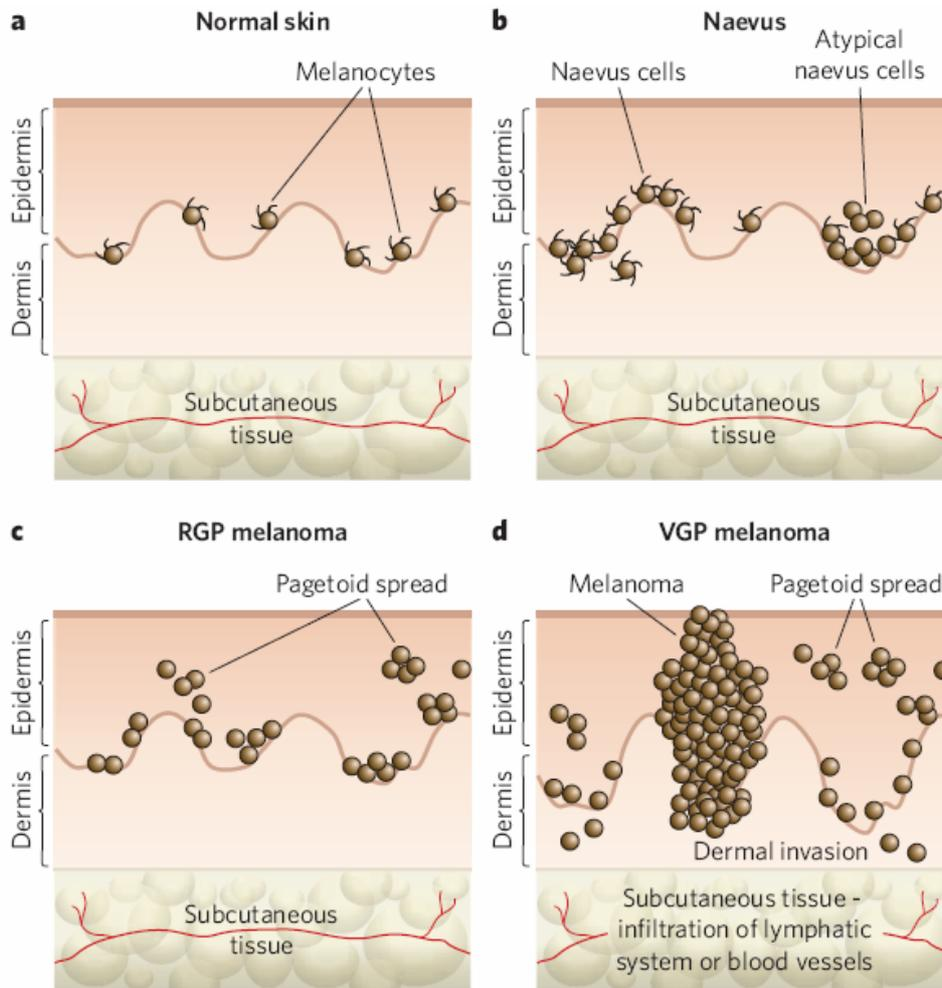 a Normal skin
Melanocytes
Epidermis
Dermis
Subcutaneous
tissue
b Naevus
Naevus cells
Atypical
naevus cells
Epidermis
Dermis
Subcutaneous
tissue
c RGP melanoma
Pagetoid spread
Epidermis
Dermis
Subcutaneous
tissue
d VGP melanoma
Melanoma
Pagetoid spread
Epidermis
Dermis
Dermal invasion
Subcutaneous tissue -
infiltration of lymphatic
system or blood vessels